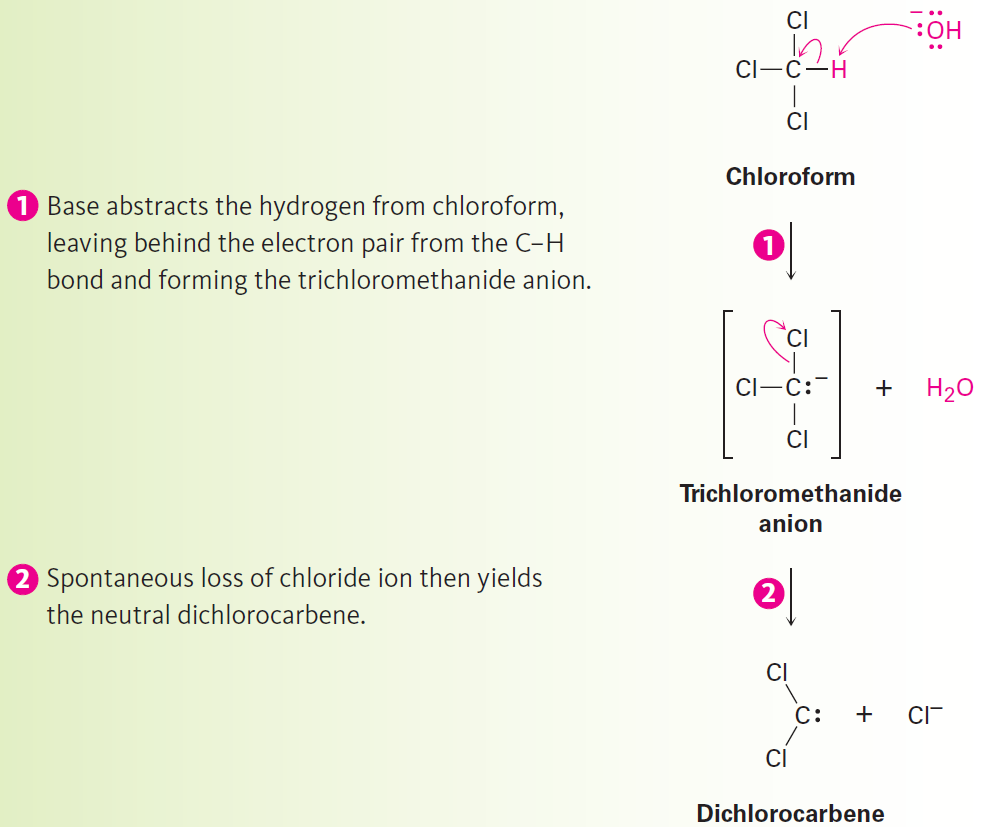 Cl
− :ÖH
Cl—C—H
Cl
Chloroform
1 Base abstracts the hydrogen from chloroform,
leaving behind the electron pair from the C–H
bond and forming the trichloromethanide anion.
1
Cl
Cl—C:− + H₂O
Cl
Trichloromethanide
anion
2 Spontaneous loss of chloride ion then yields
the neutral dichlorocarbene.
2
Cl
C: + Cl−
Cl
Dichlorocarbene